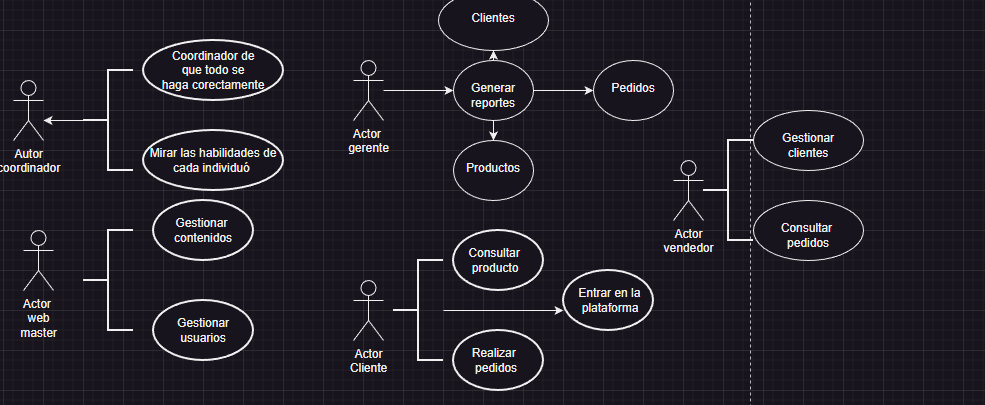 Clientes
Coordinador de
que todo se
haga corectamente
Generar
reportes
Pedidos
Actor
gerente
Autor
coordinador
Mirar las habilidades de
cada individuó
Productos
Gestionar
clientes
Actor
vendedor
Consultar
pedidos
Gestionar
contenidos
Actor
web
master
Gestionar
usuarios
Consultar
producto
Entrar en la
plataforma
Actor
Cliente
Realizar
pedidos